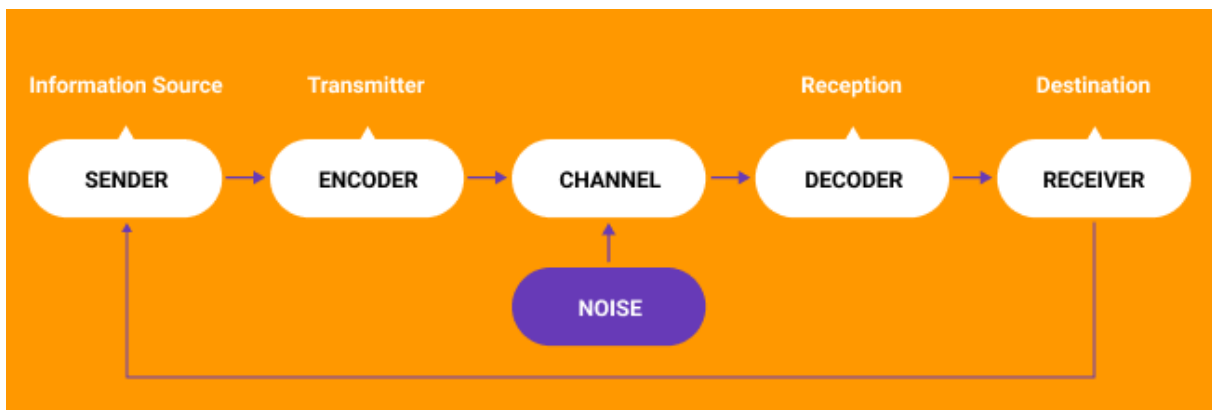 Information Source
Transmitter
Reception
Destination
SENDER
ENCODER
CHANNEL
DECODER
RECEIVER
NOISE